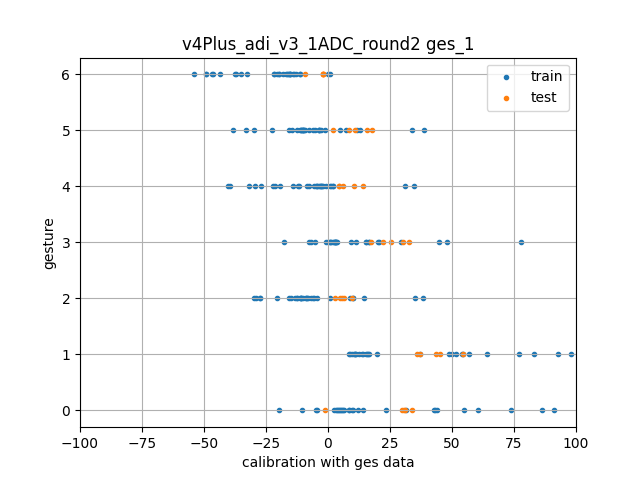 v4Plus_adi_v3_1ADC_round2 ges_1
train
test
gesture
6
5
4
3
2
1
0
−100 −75 −50 −25 0 25 50 75 100
calibration with ges data